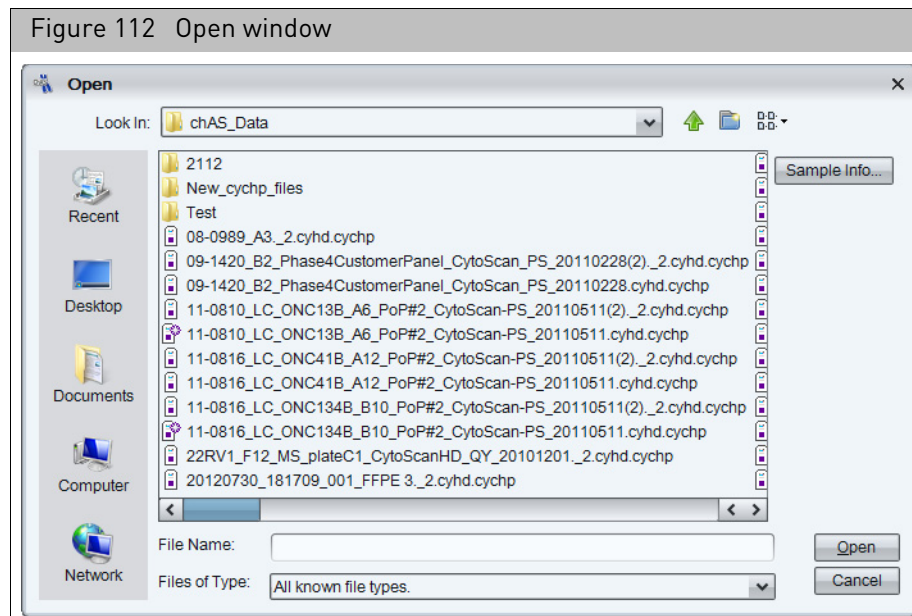 Figure 112 Open window
Open
Look In: chAS_Data
Sample Info...
Recent
Desktop
Documents
Computer
Network
2112
New_cychp_files
Test
08-0989_A3._2.cyhd.cychp
09-1420_B2_Phase4CustomerPanel_CytoScan_PS_20110228(2)._2.cyhd.cychp
09-1420_B2_Phase4CustomerPanel_CytoScan_PS_20110228.cyhd.cychp
11-0810_LC_ONC13B_A6_PoP#2_CytoScan-PS_20110511(2)._2.cyhd.cychp
11-0810_LC_ONC13B_A6_PoP#2_CytoScan-PS_20110511.cyhd.cychp
11-0816_LC_ONC41B_A12_PoP#2_CytoScan-PS_20110511(2)._2.cyhd.cychp
11-0816_LC_ONC41B_A12_PoP#2_CytoScan-PS_20110511.cyhd.cychp
11-0816_LC_ONC134B_B10_PoP#2_CytoScan-PS_20110511(2)._2.cyhd.cychp
11-0816_LC_ONC134B_B10_PoP#2_CytoScan-PS_20110511.cyhd.cychp
22RV1_F12_MS_plateC1_CytoScanHD_QY_20101201._2.cyhd.cychp
20120730_181709_001_FFPE 3._2.cyhd.cychp
File Name:
Open
Files of Type: All known file types.
Cancel